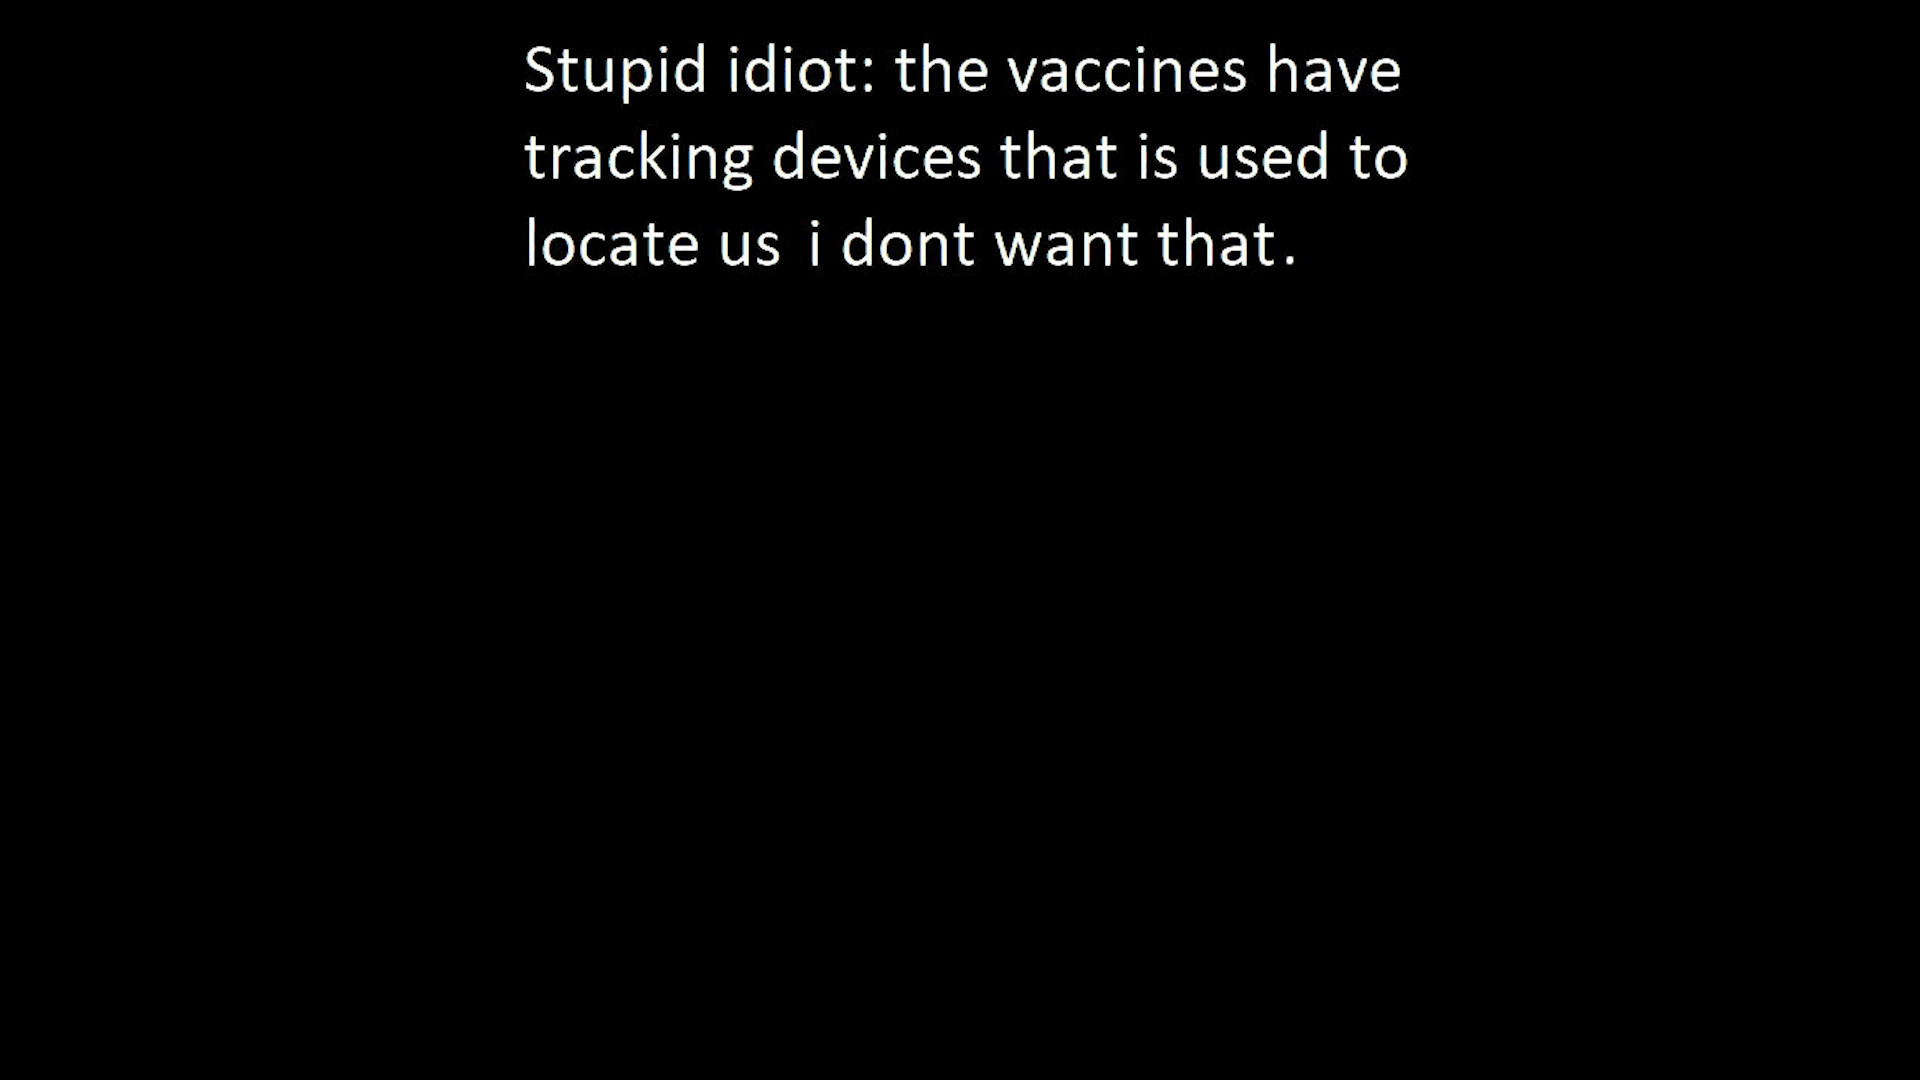 Stupid idiot: the vaccines have
tracking devices that is used to
locate us i dont want that.